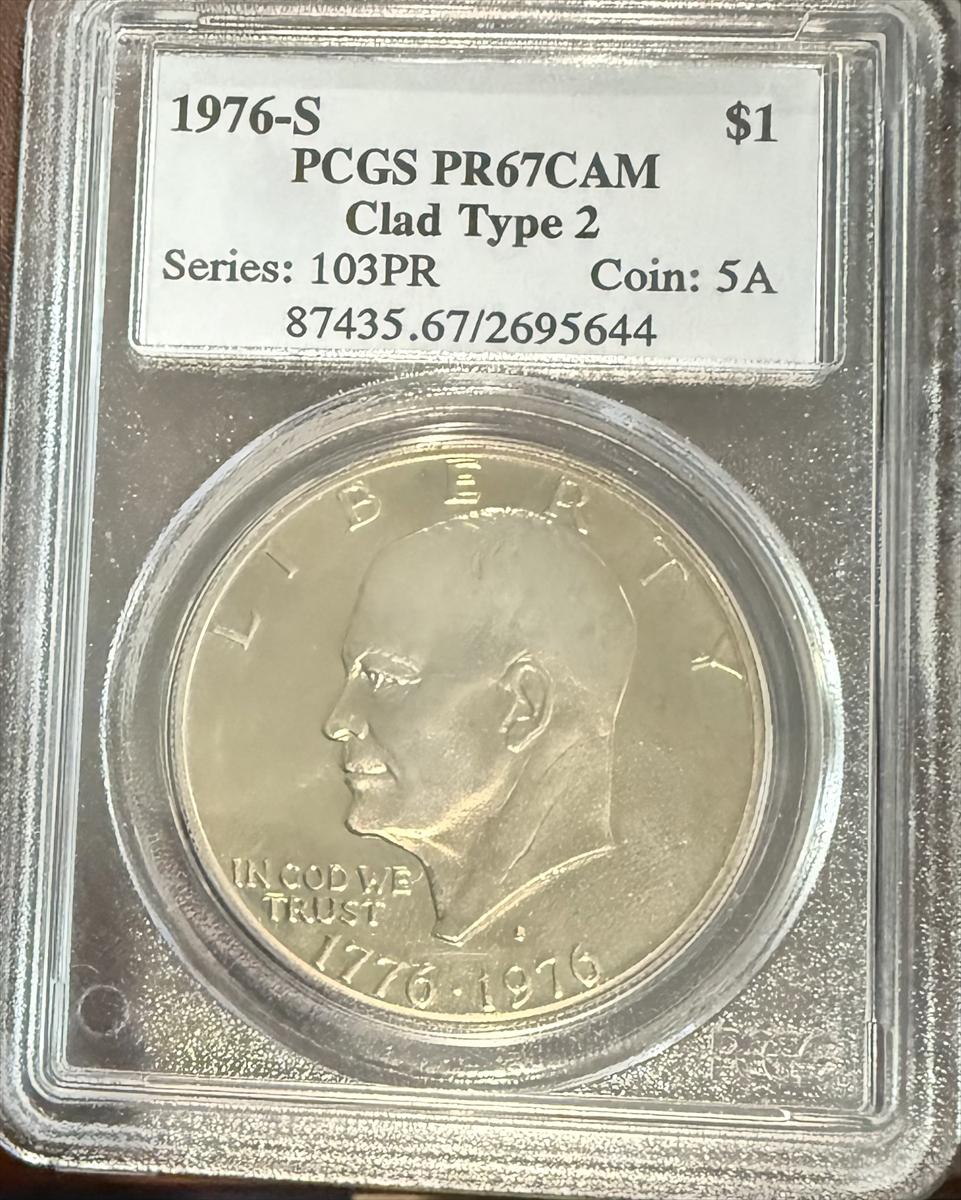 1976-S $1
PCGS PR67CAM
Clad Type 2
Series: 103PR Coin: 5A
87435.67/2695644
LIBERTY
IN GOD WE
TRUST
S
1776·1976
PCGS